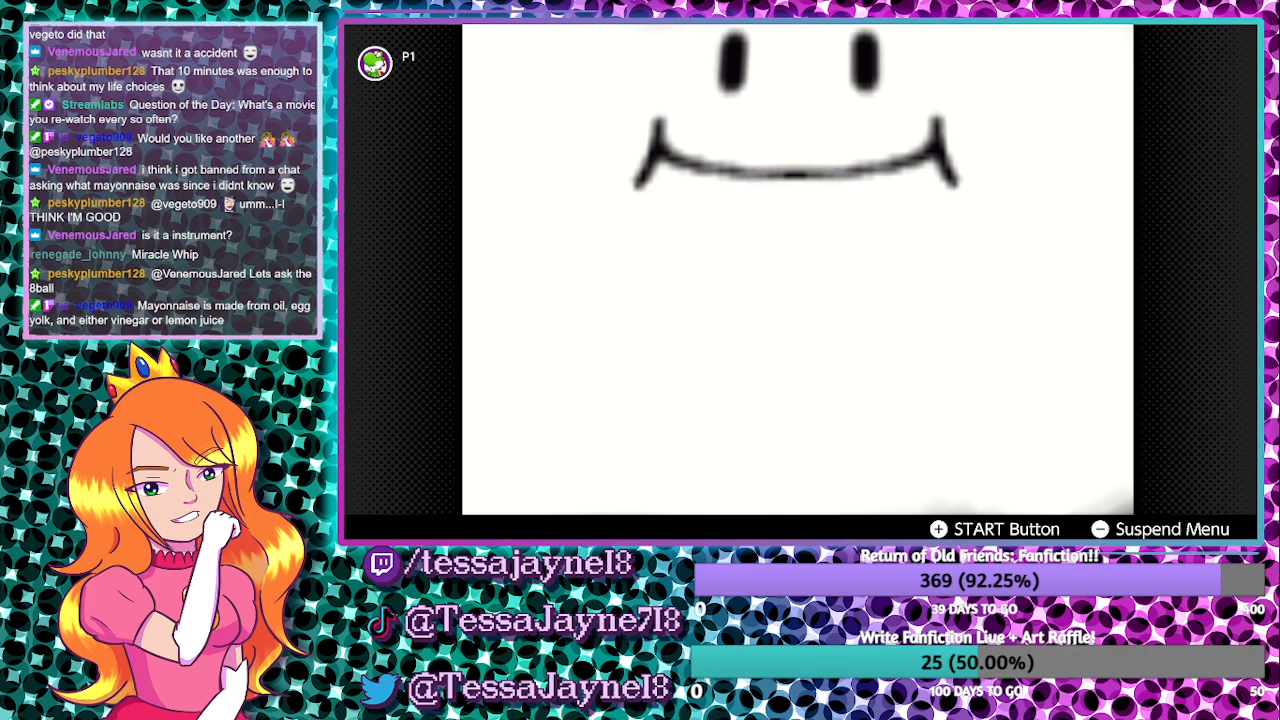 vegeto did that
VenemousJared wasnt it a accident
peskyplumber128 That 10 minutes was enough to
think about my life choices
Streamlabs Question of the Day: What's a movie
you re-watch every so often?
vegeto909 Would you like another
@peskyplumber128
VenemousJared i think i got banned from a chat
asking what mayonnaise was since i didnt know
peskyplumber128 @vegeto909 umm...I-I
THINK I'M GOOD
VenemousJared is it a instrument?
renegade_johnny Miracle Whip
peskyplumber128 @VenemousJared Lets ask the
8ball
vegeto909 Mayonnaise is made from oil, egg
yolk, and either vinegar or lemon juice
P1
START Button
Suspend Menu
/tessajayne18
@TessaJayne718
@TessaJayne18
Return of Old Friends: Fanfiction!!
369 (92.25%)
0 39 DAYS TO GO 400
Write Fanfiction Live + Art Raffle!
25 (50.00%)
0 100 DAYS TO GO! 50